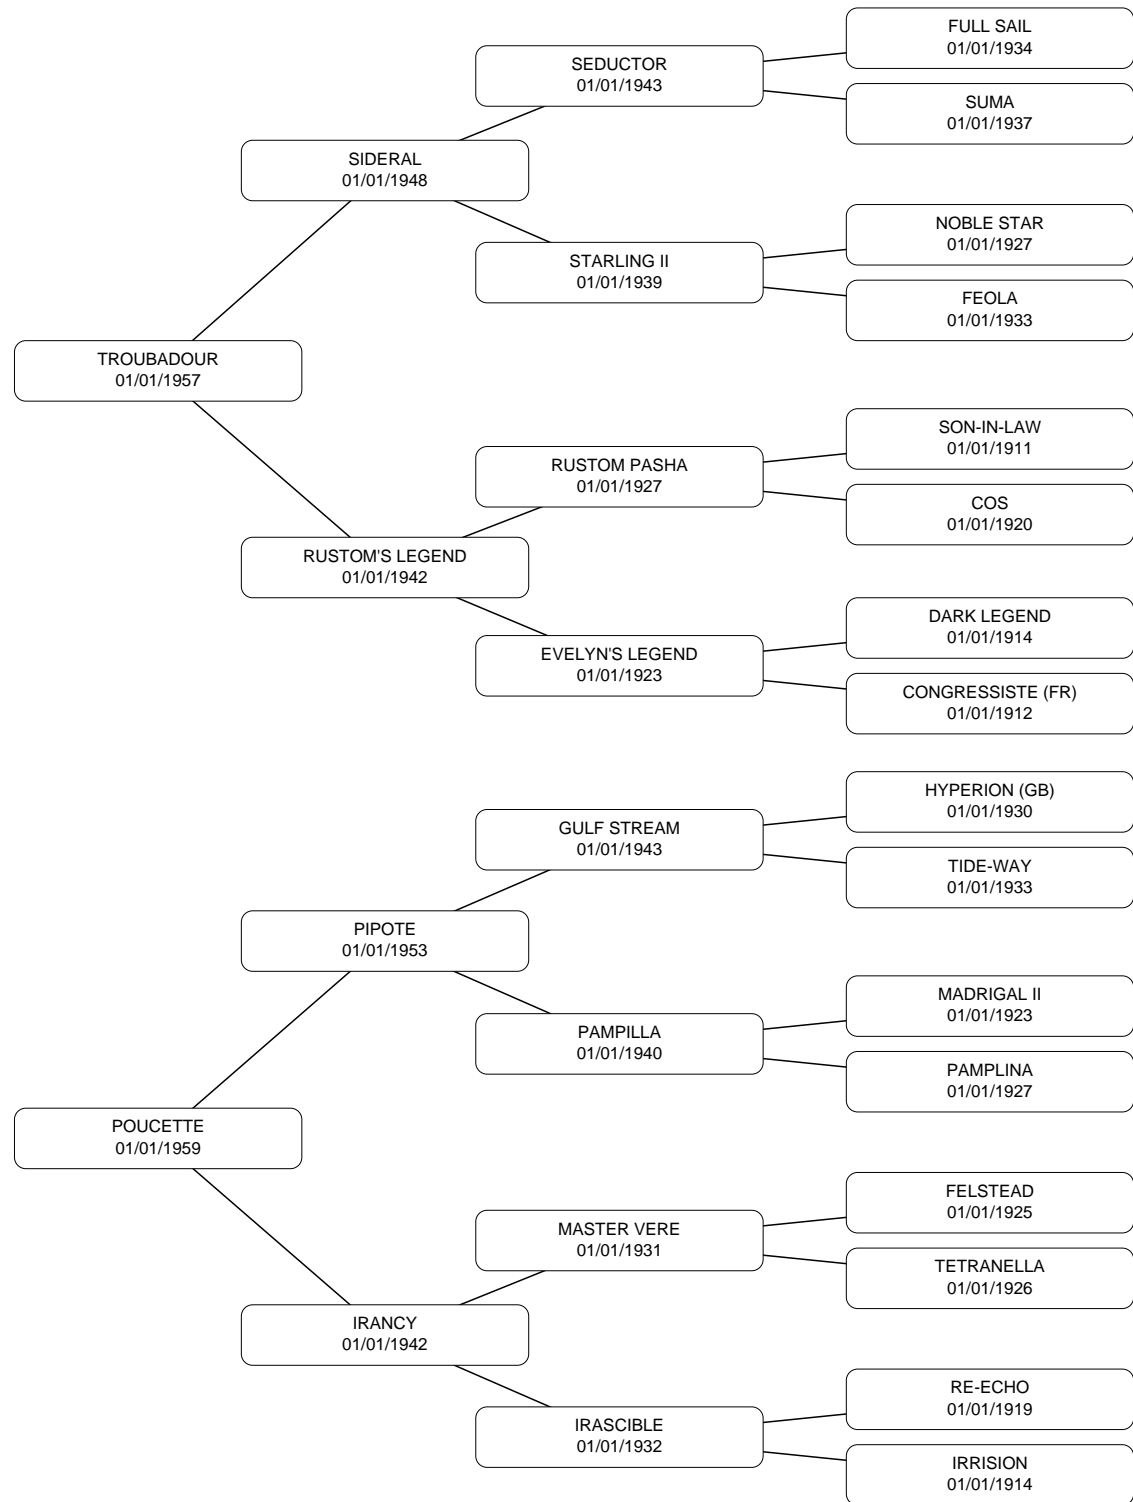 FULL SAIL
01/01/1934
SEDUCTOR
01/01/1943
SUMA
01/01/1937
SIDERAL
01/01/1948
NOBLE STAR
01/01/1927
STARLING II
01/01/1939
FEOLA
01/01/1933
TROUBADOUR
01/01/1957
SON-IN-LAW
01/01/1911
RUSTOM PASHA
01/01/1927
COS
01/01/1920
RUSTOM'S LEGEND
01/01/1942
DARK LEGEND
01/01/1914
EVELYN'S LEGEND
01/01/1923
CONGRESSISTE (FR)
01/01/1912
HYPERION (GB)
01/01/1930
GULF STREAM
01/01/1943
TIDE-WAY
01/01/1933
PIPOTE
01/01/1953
MADRIGAL II
01/01/1923
PAMPILLA
01/01/1940
PAMPLINA
01/01/1927
POUCETTE
01/01/1959
FELSTEAD
01/01/1925
MASTER VERE
01/01/1931
TETRANELLA
01/01/1926
IRANCY
01/01/1942
RE-ECHO
01/01/1919
IRASCIBLE
01/01/1932
IRRISION
01/01/1914